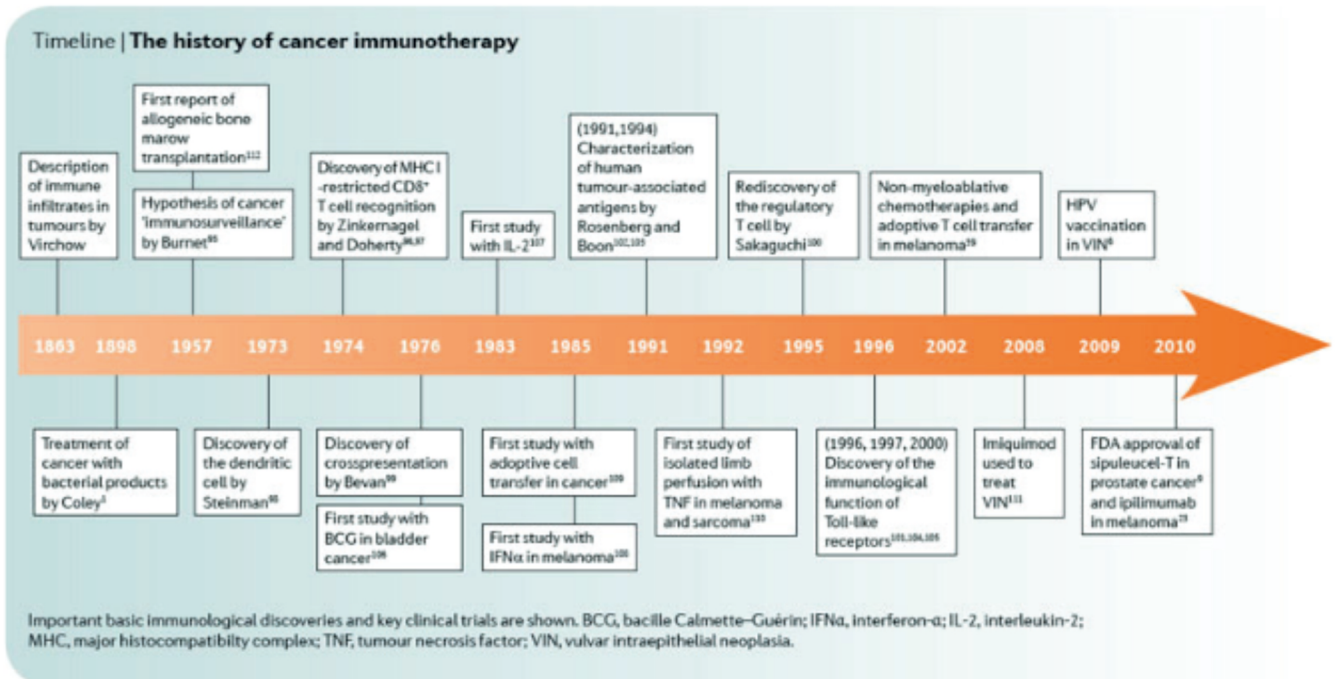 Timeline | The history of cancer immunotherapy
First report of
allogeneic bone
marow
transplantation¹¹²
Description
of immune
infiltrates in
tumours by
Virchow
Hypothesis of cancer
'immunosurveillance'
by Burnet
Discovery of MHC I
-restricted CD8⁺
T cell recognition
by Zinkernagel
and Doherty
First study
with IL-2¹⁰⁷
(1991,1994)
Characterization
of human
tumour-associated
antigens by
Rosenberg and
Boon
Rediscovery of
the regulatory
T cell by
Sakaguchi¹⁰⁰
Non-myeloablative
chemotherapies and
adoptive T cell transfer
in melanoma
HPV
vaccination
in VIN
1863 1898 1957 1973 1974 1976 1983 1985 1991 1992 1995 1996 2002 2008 2009 2010
Treatment of
cancer with
bacterial products
by Coley¹
Discovery of
the dendritic
cell by
Steinman
Discovery of
crosspresentation
by Bevan
First study with
BCG in bladder
cancer
First study with
adoptive cell
transfer in cancer¹⁰⁹
First study with
IFNα in melanoma
First study of
isolated limb
perfusion with
TNF in melanoma
and sarcoma
(1996, 1997, 2000)
Discovery of the
immunological
function of
Toll-like
receptors
Imiquimod
used to
treat
VIN¹¹¹
FDA approval of
sipuleucel-T in
prostate cancer
and ipilimumab
in melanoma
Important basic immunological discoveries and key clinical trials are shown. BCG, bacille Calmette–Guérin; IFNα, interferon-α; IL-2, interleukin-2;
MHC, major histocompatibilty complex; TNF, tumour necrosis factor; VIN, vulvar intraepithelial neoplasia.